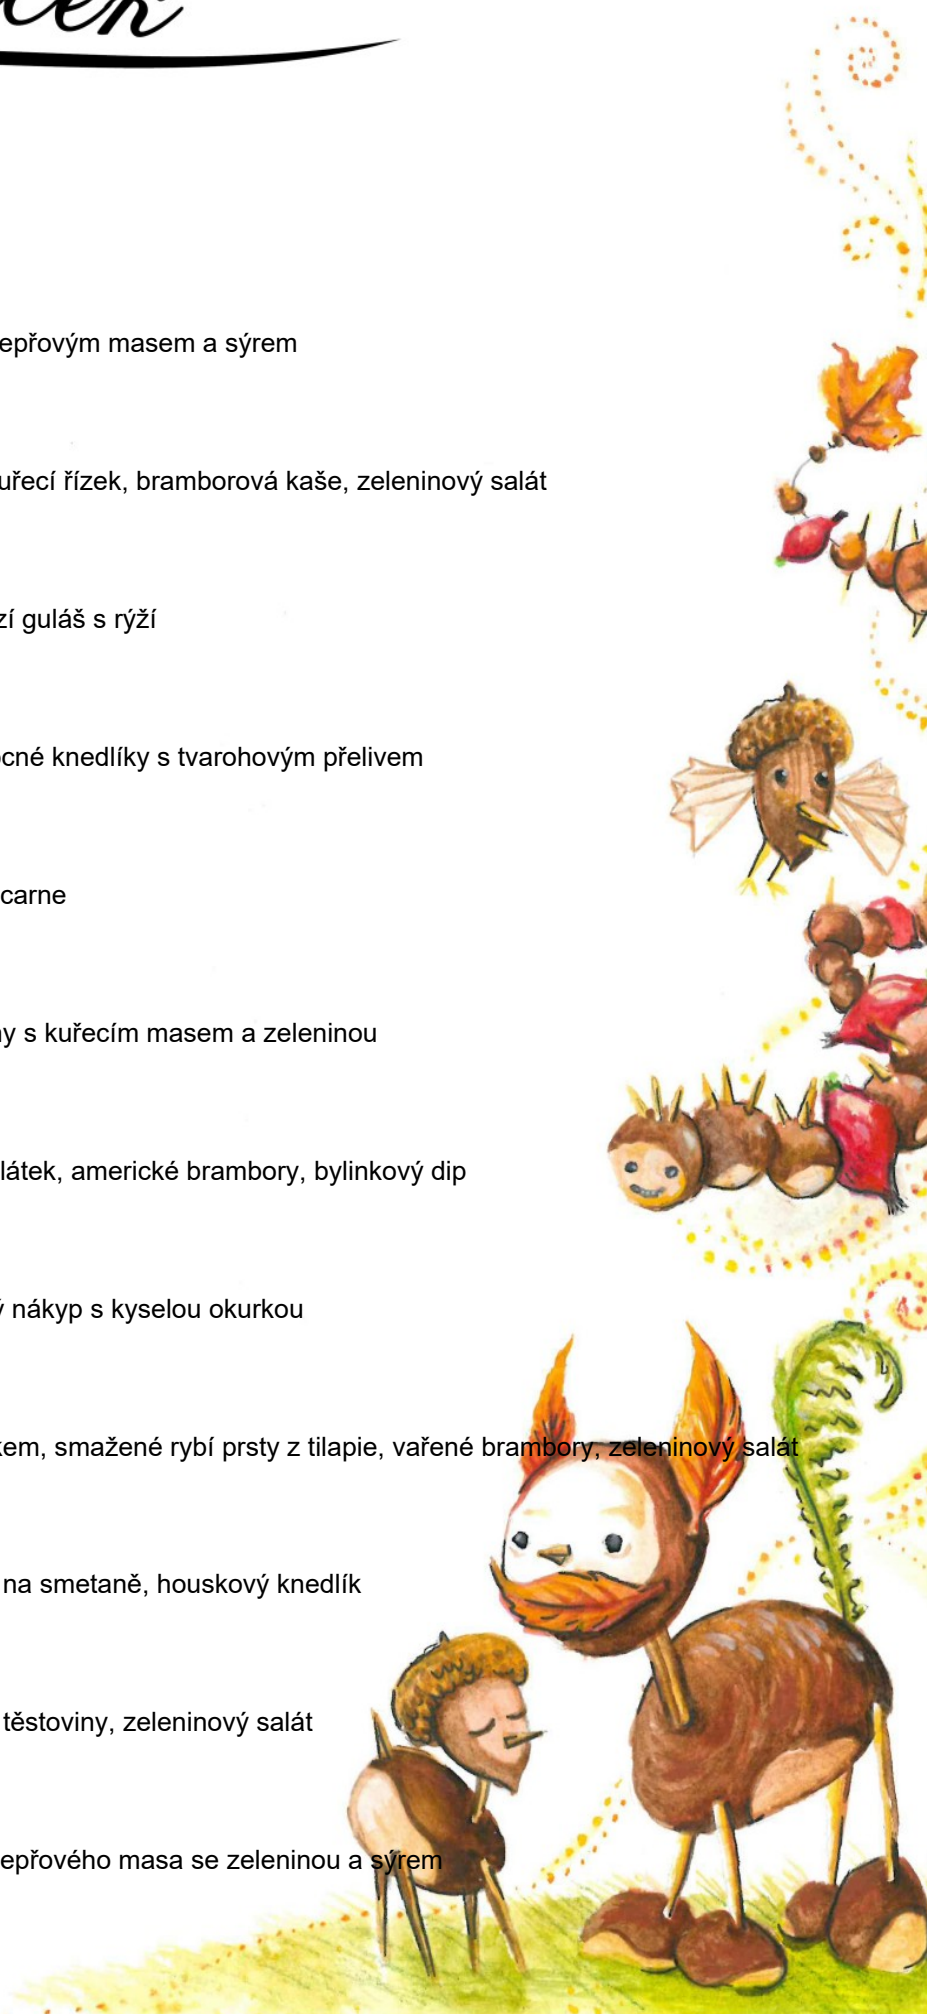 epřovým masem a sýrem
uřecí řízek, bramborová kaše, zeleninový salát
zí guláš s rýží
ocné knedlíky s tvarohovým přelivem
carne
ny s kuřecím masem a zeleninou
látek, americké brambory, bylinkový dip
ý nákyp s kyselou okurkou
kem, smažené rybí prsty z tilapie, vařené brambory, zeleninový salát
na smetaně, houskový knedlík
těstoviny, zeleninový salát
epřového masa se zeleninou a sýrem